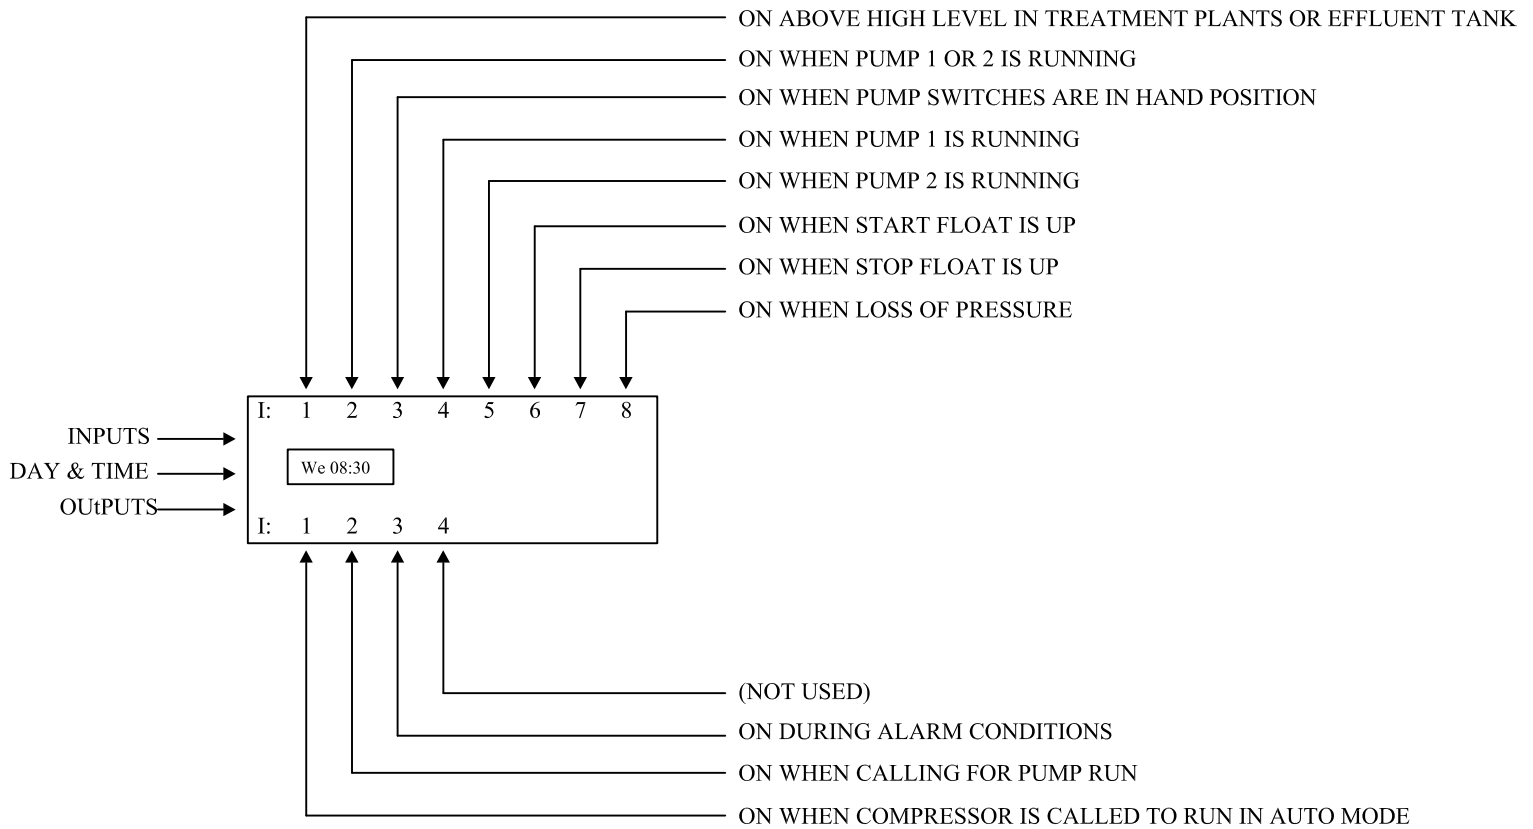 ON ABOVE HIGH LEVEL IN TREATMENT PLANTS OR EFFLUENT TANK
ON WHEN PUMP 1 OR 2 IS RUNNING
ON WHEN PUMP SWITCHES ARE IN HAND POSITION
ON WHEN PUMP 1 IS RUNNING
ON WHEN PUMP 2 IS RUNNING
ON WHEN START FLOAT IS UP
ON WHEN STOP FLOAT IS UP
ON WHEN LOSS OF PRESSURE
I: 1 2 3 4 5 6 7 8
INPUTS
DAY & TIME
We 08:30
OUtPUTS
I: 1 2 3 4
(NOT USED)
ON DURING ALARM CONDITIONS
ON WHEN CALLING FOR PUMP RUN
ON WHEN COMPRESSOR IS CALLED TO RUN IN AUTO MODE